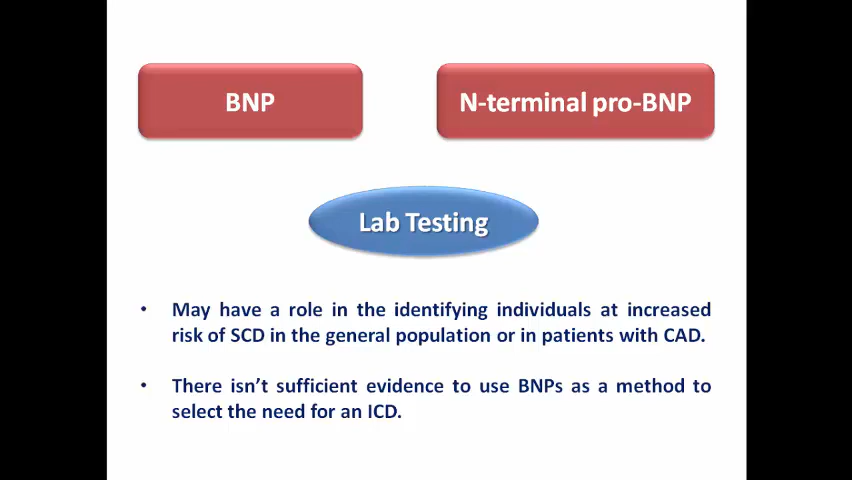 BNP
N-terminal pro-BNP
Lab Testing
• May have a role in the identifying individuals at increased
risk of SCD in the general population or in patients with CAD.
• There isn't sufficient evidence to use BNPs as a method to
select the need for an ICD.